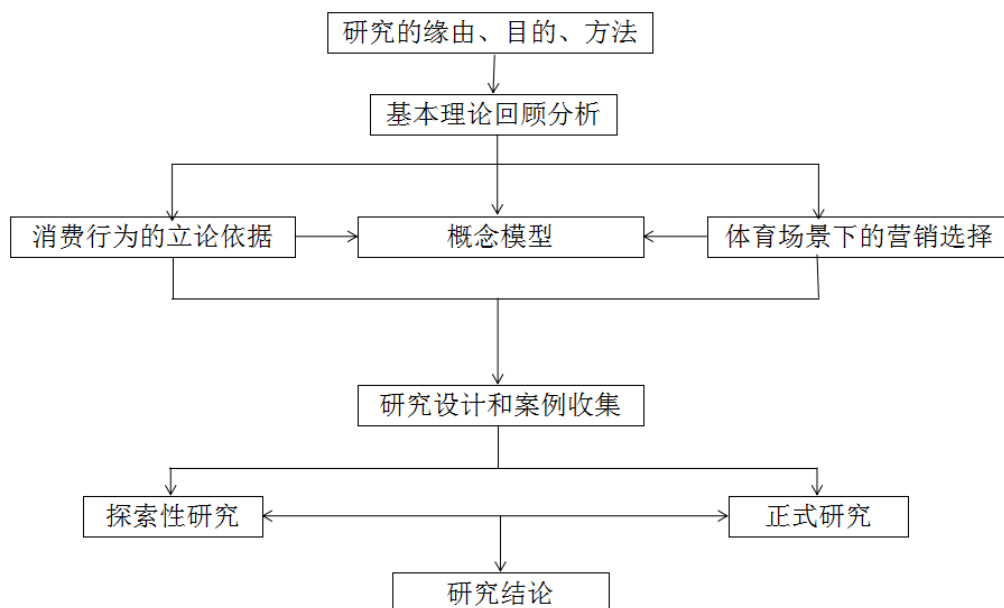 研究的缘由、目的、方法
基本理论回顾分析
消费行为的立论依据
概念模型
体育场景下的营销选择
研究设计和案例收集
探索性研究
正式研究
研究结论